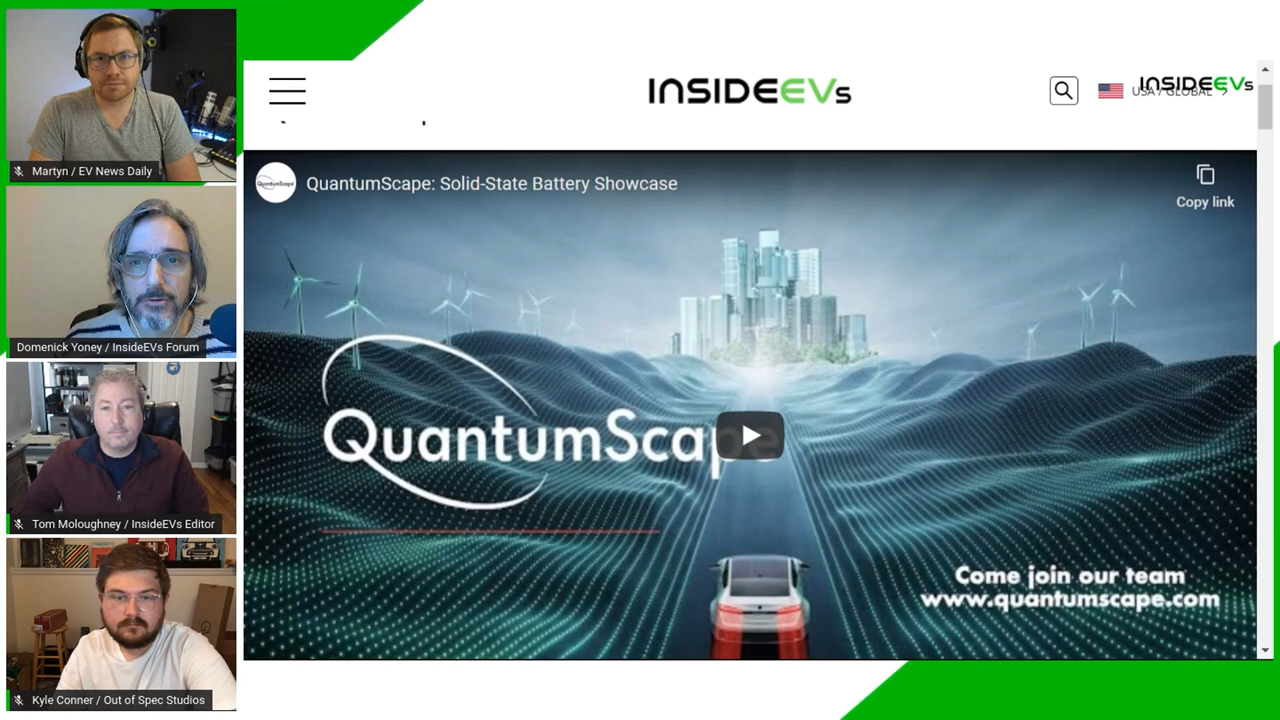 Martyn / EV News Daily
Domenick Yoney / InsideEVs Forum
Tom Moloughney / InsideEVs Editor
Kyle Conner / Out of Spec Studios
INSIDEEVs
USA / GLOBAL
INSIDEEVs
QuantumScape
QuantumScape: Solid-State Battery Showcase
Copy link
QuantumScape
Come join our team
www.quantumscape.com